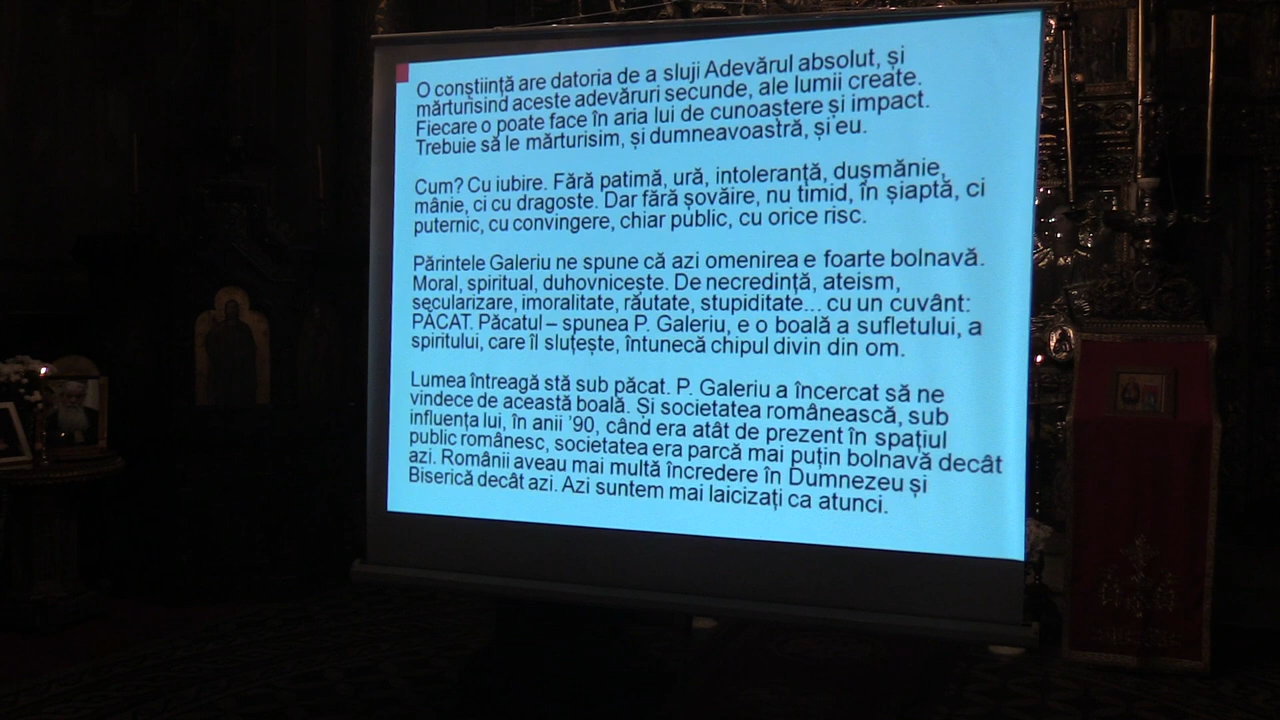 O conștiință are datoria de a sluji Adevărul absolut, și
mărturisind aceste adevăruri secunde, ale lumii create.
Fiecare o poate face în aria lui de cunoaștere și impact.
Trebuie să le mărturisim, și dumneavoastră, și eu.
Cum? Cu iubire. Fără patimă, ură, intoleranță, dușmănie,
mânie, ci cu dragoste. Dar fără șovăire, nu timid, în șiaptă, ci
puternic, cu convingere, chiar public, cu orice risc.
Părintele Galeriu ne spune că azi omenirea e foarte bolnavă.
Moral, spiritual, duhovnicește. De necredință, ateism,
secularizare, imoralitate, răutate, stupiditate... cu un cuvânt:
PĂCAT. Păcatul – spunea P. Galeriu, e o boală a sufletului, a
spiritului, care îl sluțește, întunecă chipul divin din om.
Lumea întreagă stă sub păcat. P. Galeriu a încercat să ne
vindece de această boală. Și societatea românească, sub
influența lui, în anii ’90, când era atât de prezent în spațiul
public românesc, societatea era parcă mai puțin bolnavă decât
azi. Românii aveau mai multă încredere în Dumnezeu și
Biserică decât azi. Azi suntem mai laicizați ca atunci.